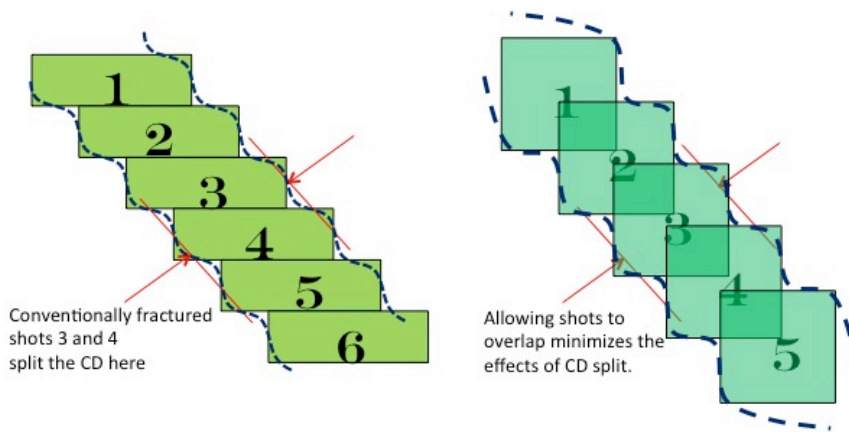 1
2
3
4
5
6
Conventionally fractured
shots 3 and 4
split the CD here
1
2
3
4
5
Allowing shots to
overlap minimizes the
effects of CD split.